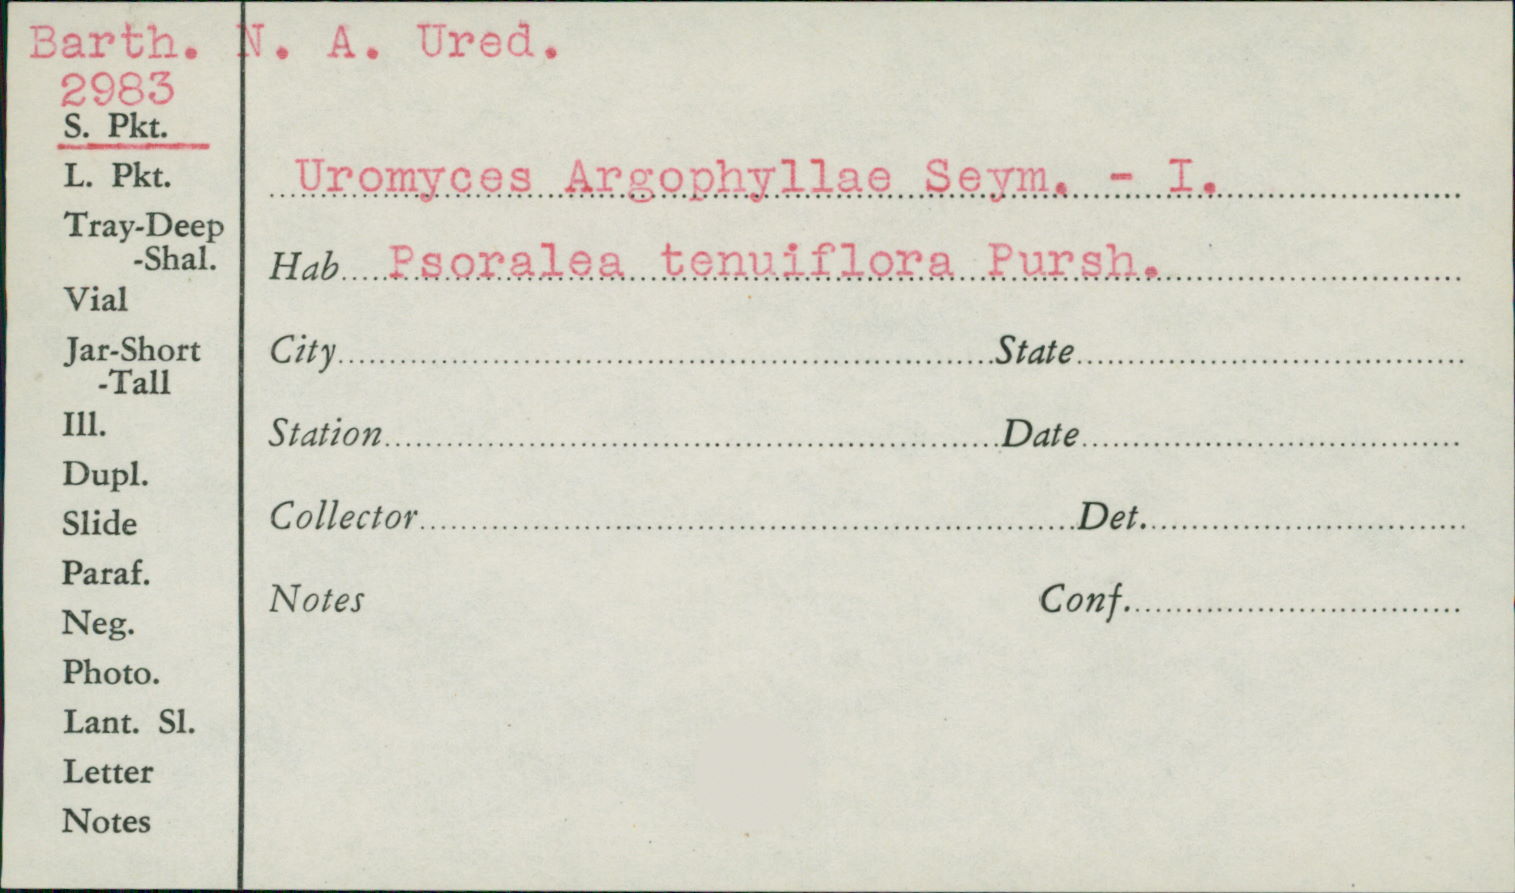 Barth. N. A. Ured.
2983
S. Pkt.
L. Pkt.
Tray-Deep
-Shal.
Vial
Jar-Short
-Tall
Ill.
Dupl.
Slide
Paraf.
Neg.
Photo.
Lant. Sl.
Letter
Notes
Uromyces Argophyllae Seym. - I.
Hab Psoralea tenuiflora Pursh.
City State
Station Date
Collector Det.
Notes Conf.